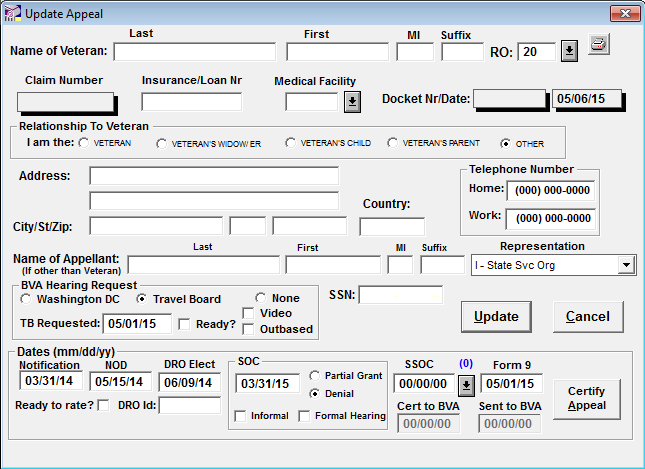 Update Appeal
Last First MI Suffix
Name of Veteran: RO: 20
Claim Number Insurance/Loan Nr Medical Facility
Docket Nr/Date: 05/06/15
Relationship To Veteran
I am the: VETERAN VETERAN'S WIDOW/ ER VETERAN'S CHILD VETERAN'S PARENT OTHER
Address:
Telephone Number
Home: (000) 000-0000
Country:
Work: (000) 000-0000
City/St/Zip:
Last First MI Suffix Representation
Name of Appellant: I - State Svc Org
(If other than Veteran)
BVA Hearing Request
Washington DC Travel Board None
SSN:
Video
TB Requested: 05/01/15 Ready? Outbased
Update Cancel
Dates (mm/dd/yy)
Notification NOD DRO Elect SOC SSOC (0) Form 9
03/31/14 05/15/14 06/09/14 03/31/15 Partial Grant 00/00/00 05/01/15
Denial
Ready to rate? DRO Id: Informal Formal Hearing
Cert to BVA Sent to BVA
00/00/00 00/00/00
Certify
Appeal